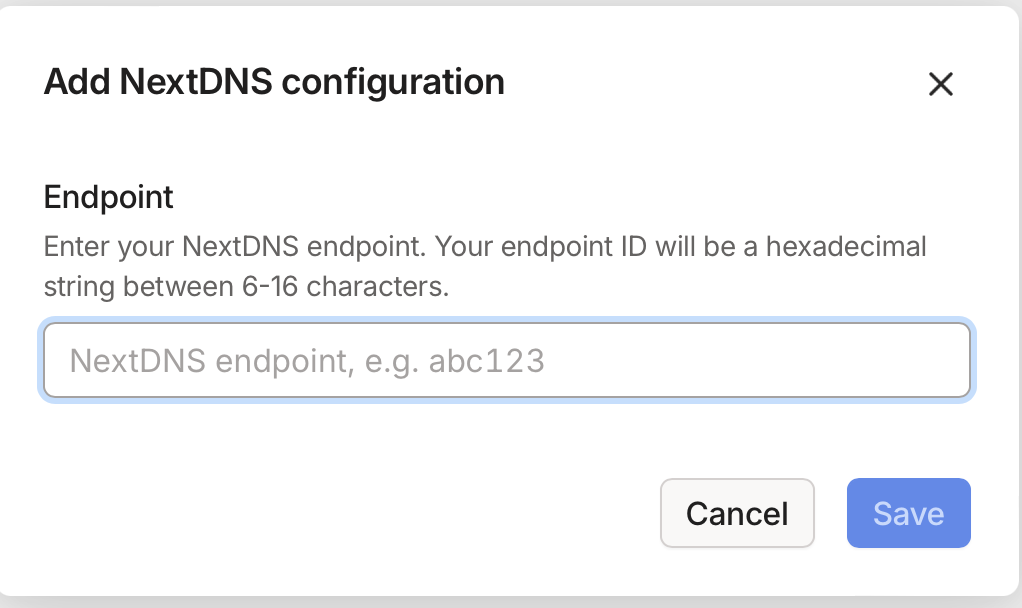 Add NextDNS configuration
Endpoint
Enter your NextDNS endpoint. Your endpoint ID will be a hexadecimal
string between 6-16 characters.
NextDNS endpoint, e.g. abc123
Cancel
Save